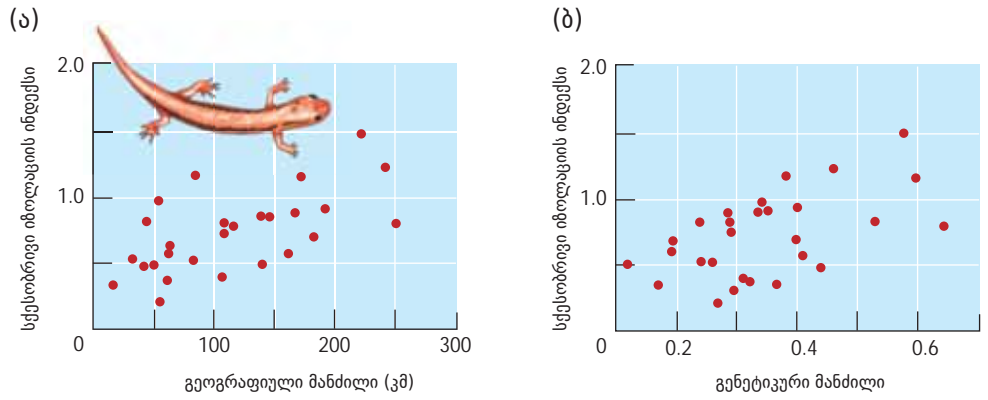 (ა)
2.0
1.0
0
100
200
300
სქესობრივი იზოლაციის ინდექსი
გეოგრაფიული მანძილი (კმ)
(ბ)
2.0
1.0
0
0.2
0.4
0.6
სქესობრივი იზოლაციის ინდექსი
გენეტიკური მანძილი